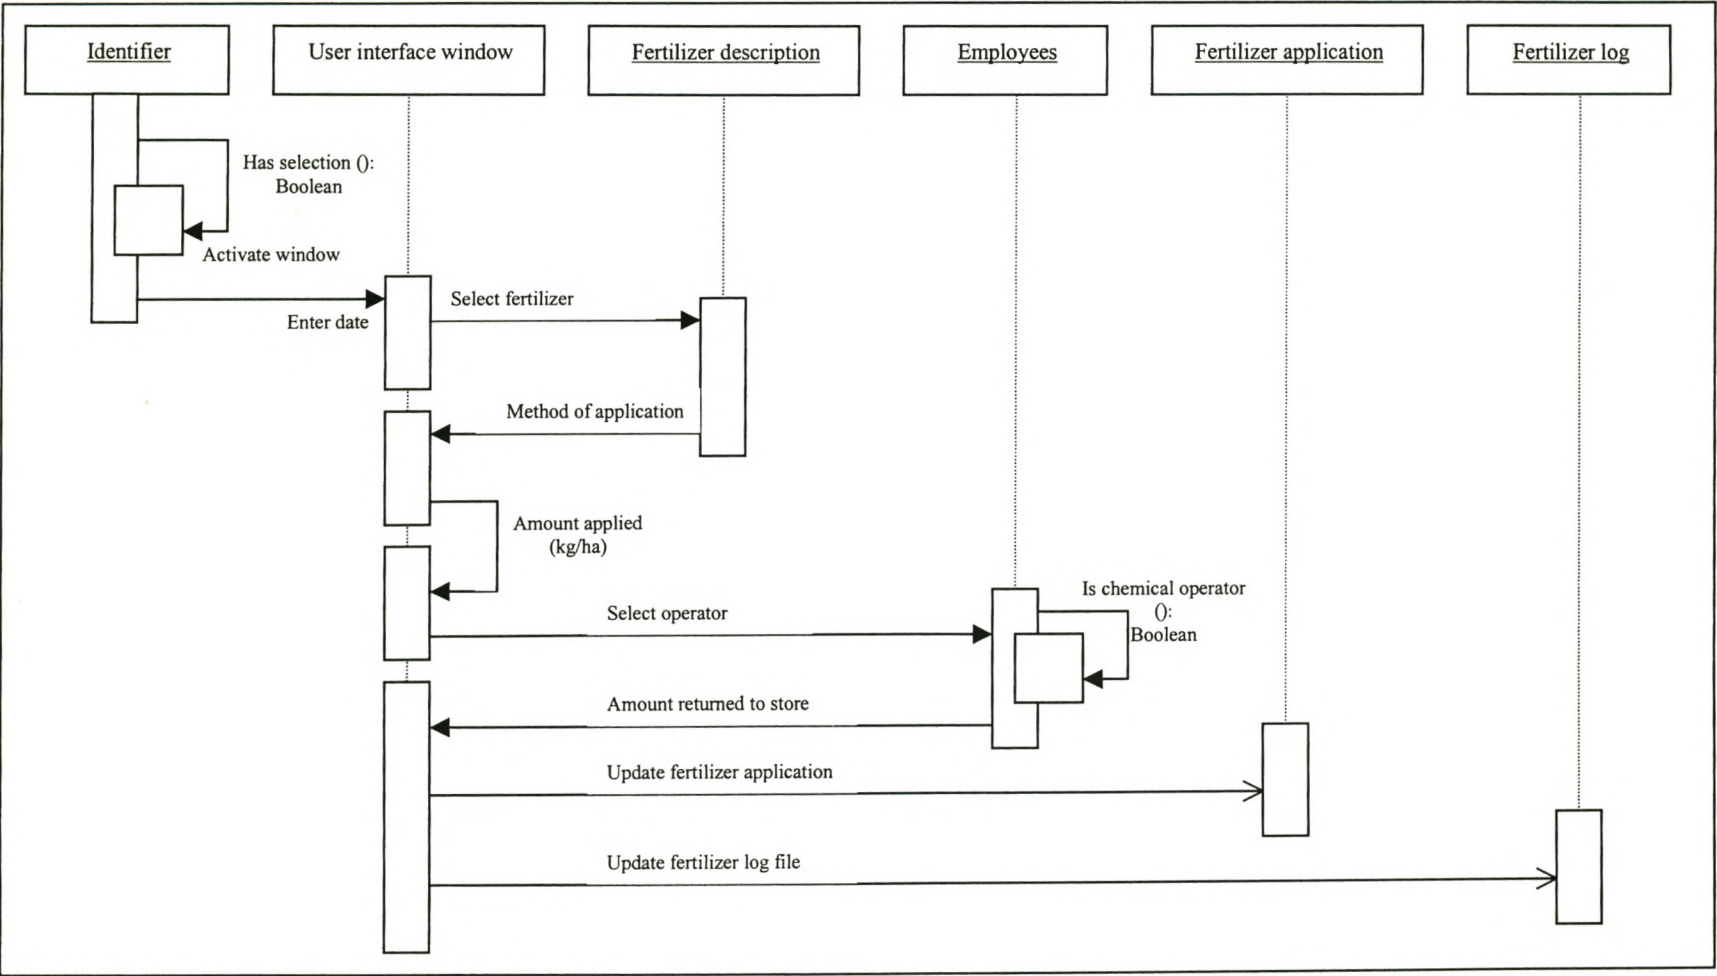 Identifier
User interface window
Fertilizer description
Employees
Fertilizer application
Fertilizer log
Has selection ():
Boolean
Activate window
Select fertilizer
Enter date
Method of application
Amount applied
(kg/ha)
Is chemical operator
():
Boolean
Select operator
Amount returned to store
Update fertilizer application
Update fertilizer log file